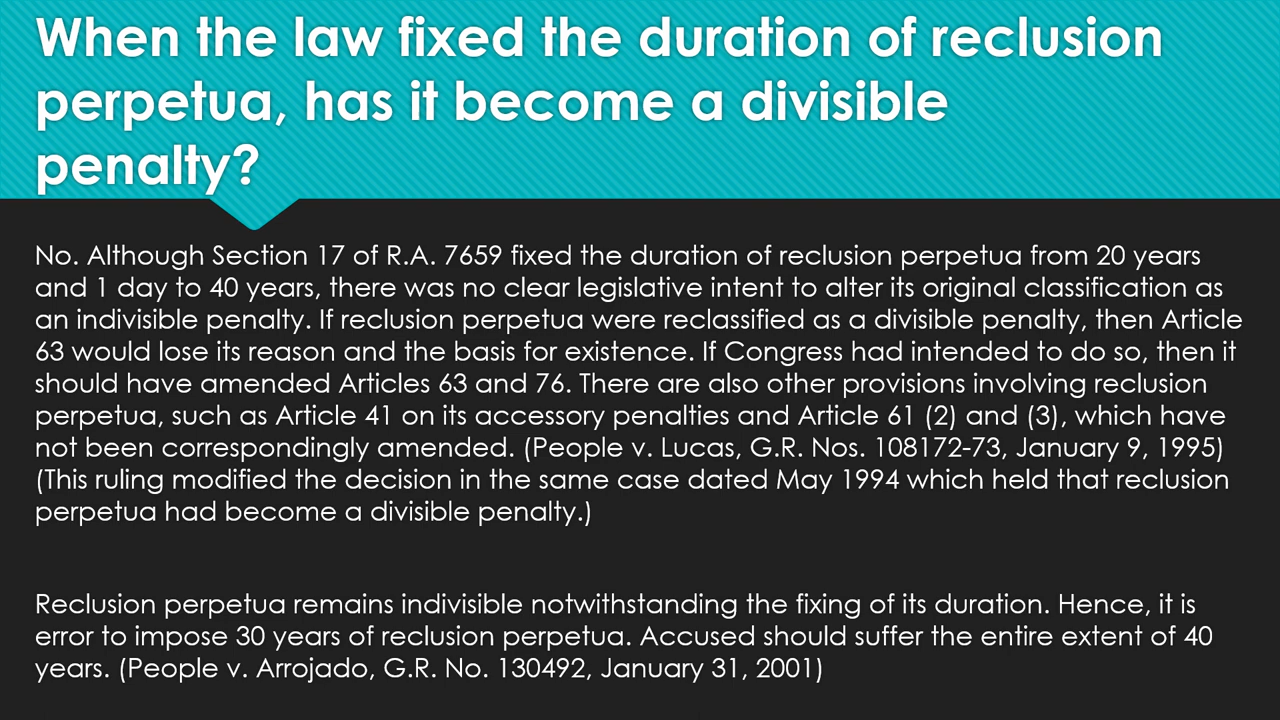 When the law fixed the duration of reclusion
perpetua, has it become a divisible
penalty?
No. Although Section 17 of R.A. 7659 fixed the duration of reclusion perpetua from 20 years
and 1 day to 40 years, there was no clear legislative intent to alter its original classification as
an indivisible penalty. If reclusion perpetua were reclassified as a divisible penalty, then Article
63 would lose its reason and the basis for existence. If Congress had intended to do so, then it
should have amended Articles 63 and 76. There are also other provisions involving reclusion
perpetua, such as Article 41 on its accessory penalties and Article 61 (2) and (3), which have
not been correspondingly amended. (People v. Lucas, G.R. Nos. 108172-73, January 9, 1995)
(This ruling modified the decision in the same case dated May 1994 which held that reclusion
perpetua had become a divisible penalty.)
Reclusion perpetua remains indivisible notwithstanding the fixing of its duration. Hence, it is
error to impose 30 years of reclusion perpetua. Accused should suffer the entire extent of 40
years. (People v. Arrojado, G.R. No. 130492, January 31, 2001)